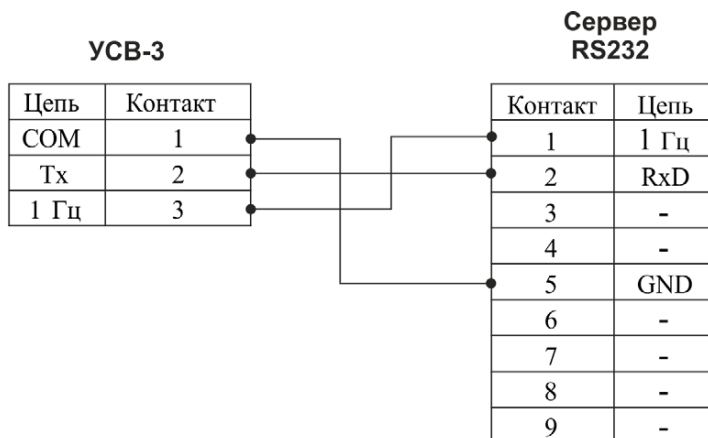 УСВ-3
Цепь Контакт
COM 1
Tx 2
1 Гц 3
Сервер
RS232
Контакт Цепь
1 1 Гц
2 RxD
3 -
4 -
5 GND
6 -
7 -
8 -
9 -